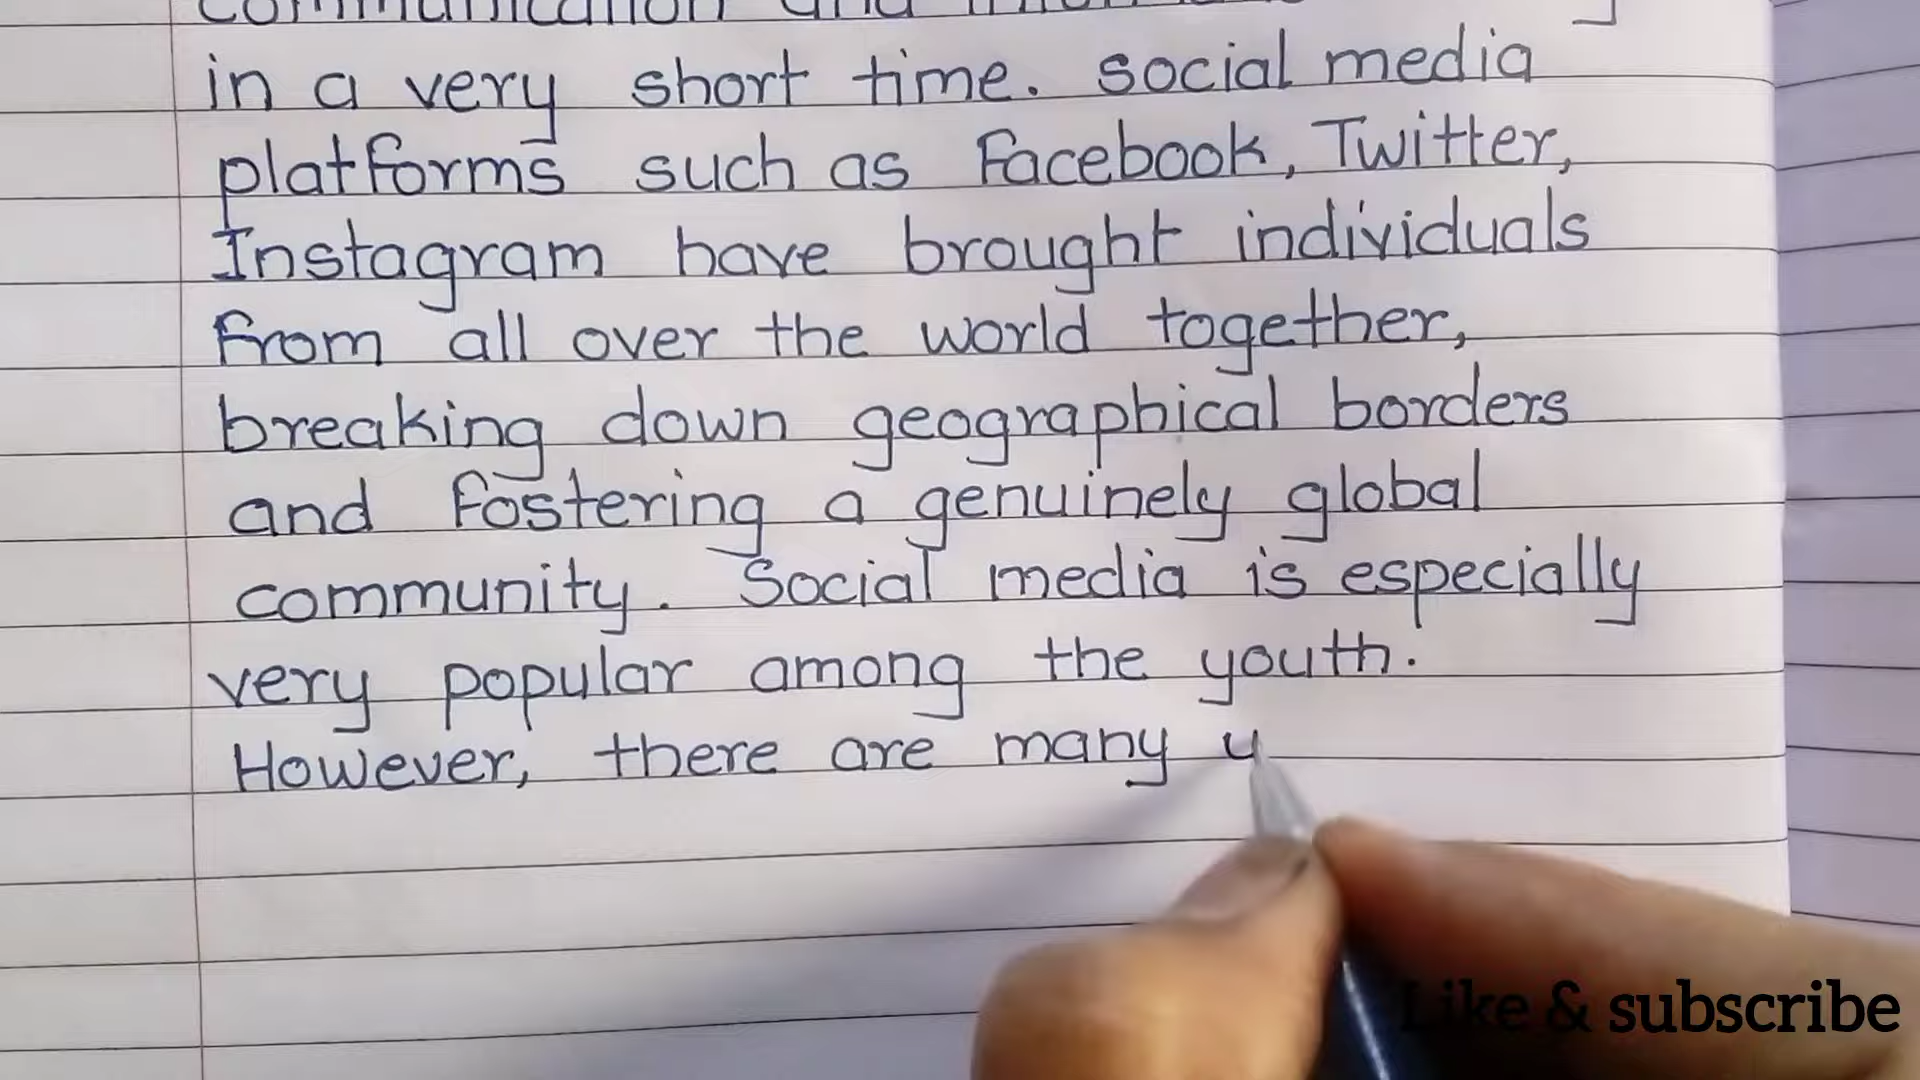 communication and
in a very short time. social media
platforms such as Facebook, Twitter,
Instagram have brought individuals
from all over the world together,
breaking down geographical borders
and fostering a genuinely global
community. Social media is especially
very popular among the youth.
However, there are many
Like & subscribe